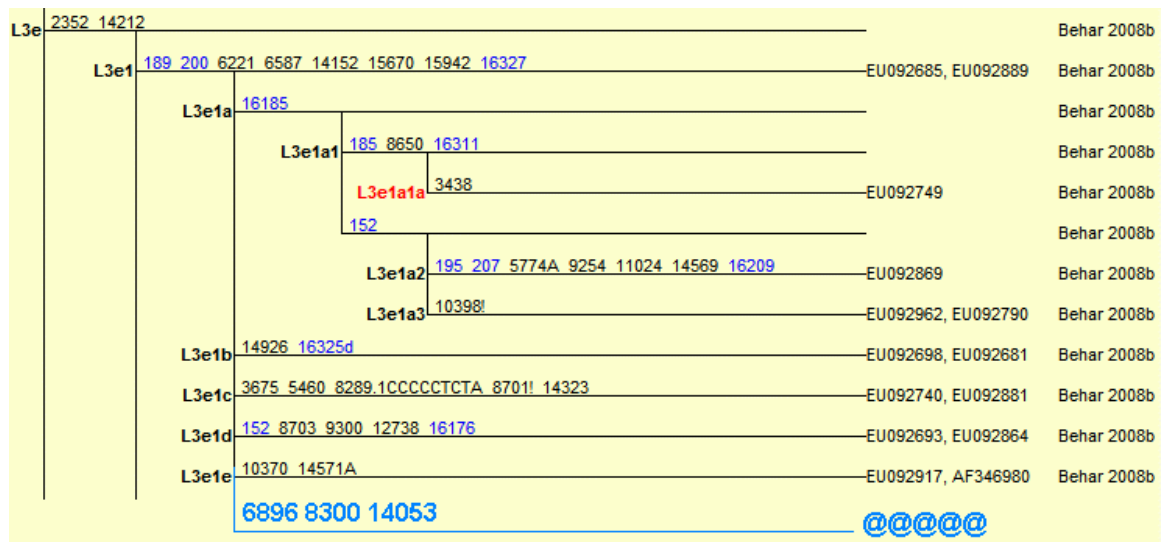 L3e 2352 14212 Behar 2008b
L3e1 189 200 6221 6587 14152 15670 15942 16327 EU092685, EU092889 Behar 2008b
L3e1a 16185 Behar 2008b
L3e1a1 185 8650 16311 Behar 2008b
L3e1a1a 3438 EU092749 Behar 2008b
152 Behar 2008b
L3e1a2 195 207 5774A 9254 11024 14569 16209 EU092869 Behar 2008b
L3e1a3 10398! EU092962, EU092790 Behar 2008b
L3e1b 14926 16325d EU092698, EU092681 Behar 2008b
L3e1c 3675 5460 8289.1CCCCCTCTA 8701! 14323 EU092740, EU092881 Behar 2008b
L3e1d 152 8703 9300 12738 16176 EU092693, EU092864 Behar 2008b
L3e1e 10370 14571A EU092917, AF346980 Behar 2008b
6896 8300 14053 @@@@@